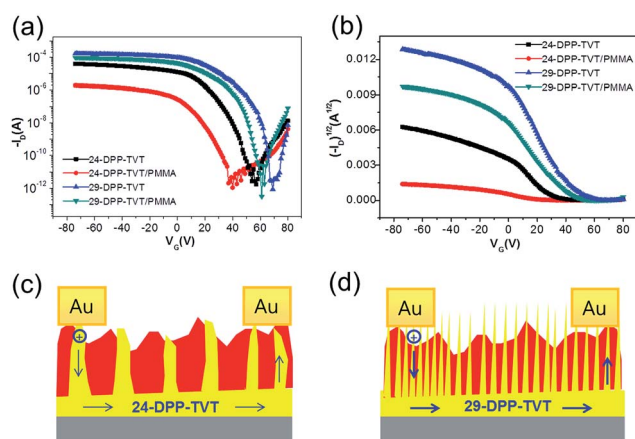 (a)
10⁻⁴
10⁻⁶
10⁻⁸
10⁻¹⁰
10⁻¹²
-I_D(A)
24-DPP-TVT
24-DPP-TVT/PMMA
29-DPP-TVT
29-DPP-TVT/PMMA
-80 -60 -40 -20 0 20 40 60 80
V_G(V)
(b)
0.012
0.009
0.006
0.003
0.000
(-I_D)^1/2(A^1/2)
24-DPP-TVT
24-DPP-TVT/PMMA
29-DPP-TVT
29-DPP-TVT/PMMA
-80 -60 -40 -20 0 20 40 60 80
V_G(V)
(c)
Au
Au
+
24-DPP-TVT
(d)
Au
Au
+
29-DPP-TVT